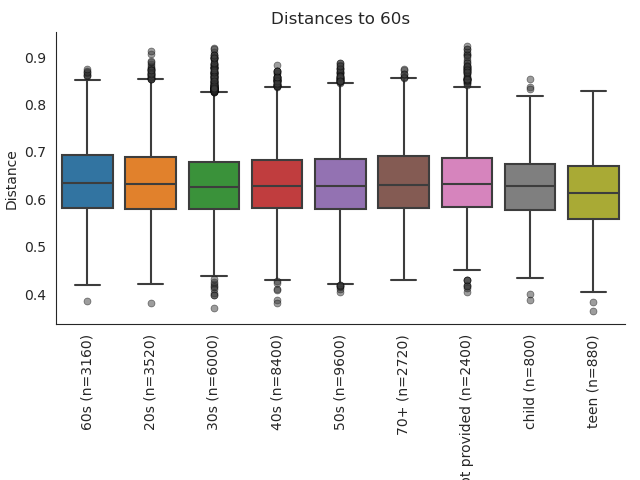 Distances to 60s
Distance
0.9
0.8
0.7
0.6
0.5
0.4
60s (n=3160)
20s (n=3520)
30s (n=6000)
40s (n=8400)
50s (n=9600)
70+ (n=2720)
provided (n=2400)
child (n=800)
teen (n=880)